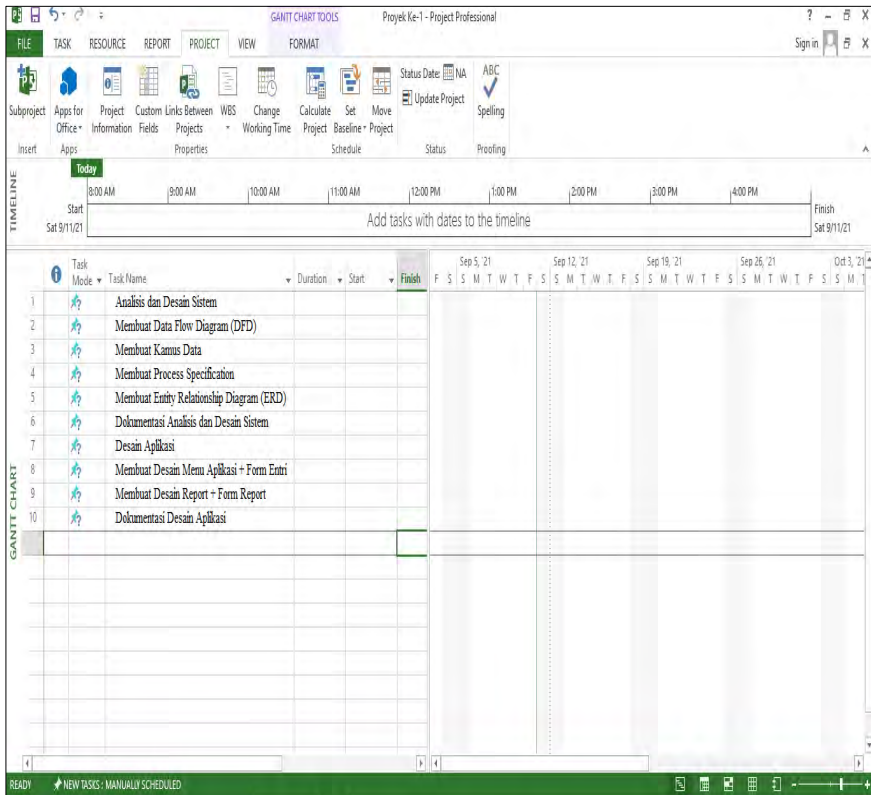 GANTT CHART TOOLS
Proyek Ke-1 - Project Professional
FILE TASK RESOURCE REPORT PROJECT VIEW FORMAT Sign in
Subproject
Apps for Office
Project Information
Custom Fields
Links Between Projects
WBS
Change Working Time
Calculate Project
Set Baseline
Move Project
Status Date: NA
Update Project
ABC
Spelling
Insert Apps Properties Schedule Status Proofing
TIMELINE
Today
8:00 AM 9:00 AM 10:00 AM 11:00 AM 12:00 PM 1:00 PM 2:00 PM 3:00 PM 4:00 PM
Start
Sat 9/11/21
Add tasks with dates to the timeline
Finish
Sat 9/11/21
GANTT CHART
Task Mode Task Name Duration Start Finish
Sep 5, '21 Sep 12, '21 Sep 19, '21 Sep 26, '21 Oct 3, '21
F S S M T W T F S S M T W T F S S M T W T F S S M T W T F S S M T
1 Analisis dan Desain Sistem
2 Membuat Data Flow Diagram (DFD)
3 Membuat Kamus Data
4 Membuat Process Specification
5 Membuat Entity Relationship Diagram (ERD)
6 Dokumentasi Analisis dan Desain Sistem
7 Desain Aplikasi
8 Membuat Desain Menu Aplikasi + Form Entri
9 Membuat Desain Report + Form Report
10 Dokumentasi Desain Aplikasi
READY NEW TASKS : MANUALLY SCHEDULED